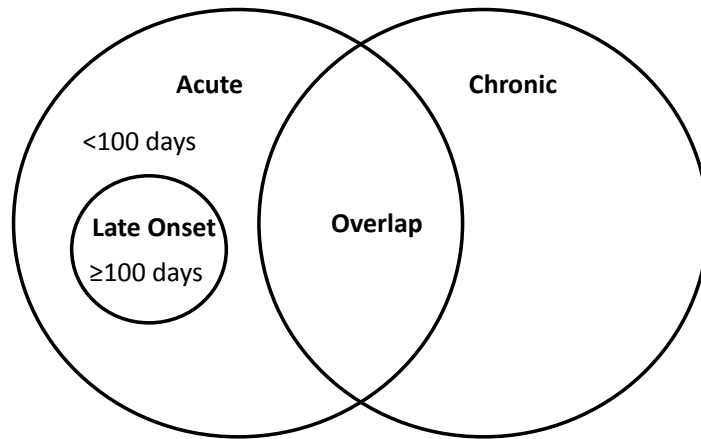 Acute
Chronic
<100 days
Late Onset
Overlap
≥100 days